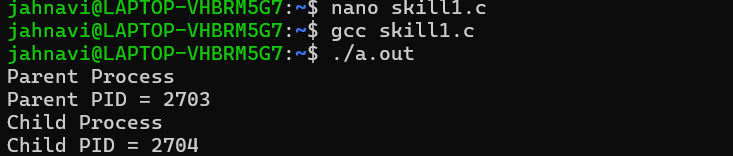 jahnavi@LAPTOP-VHBRM5G7:~$ nano skill1.c
jahnavi@LAPTOP-VHBRM5G7:~$ gcc skill1.c
jahnavi@LAPTOP-VHBRM5G7:~$ ./a.out
Parent Process
Parent PID = 2703
Child Process
Child PID = 2704